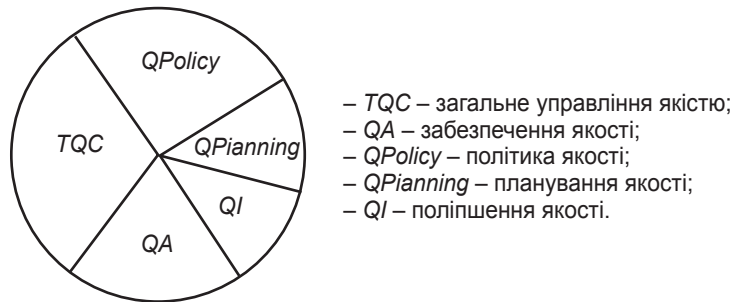 QPolicy
TQC
QPianning
QI
QA
– TQC – загальне управління якістю;
– QA – забезпечення якості;
– QPolicy – політика якості;
– QPianning – планування якості;
– QI – поліпшення якості.